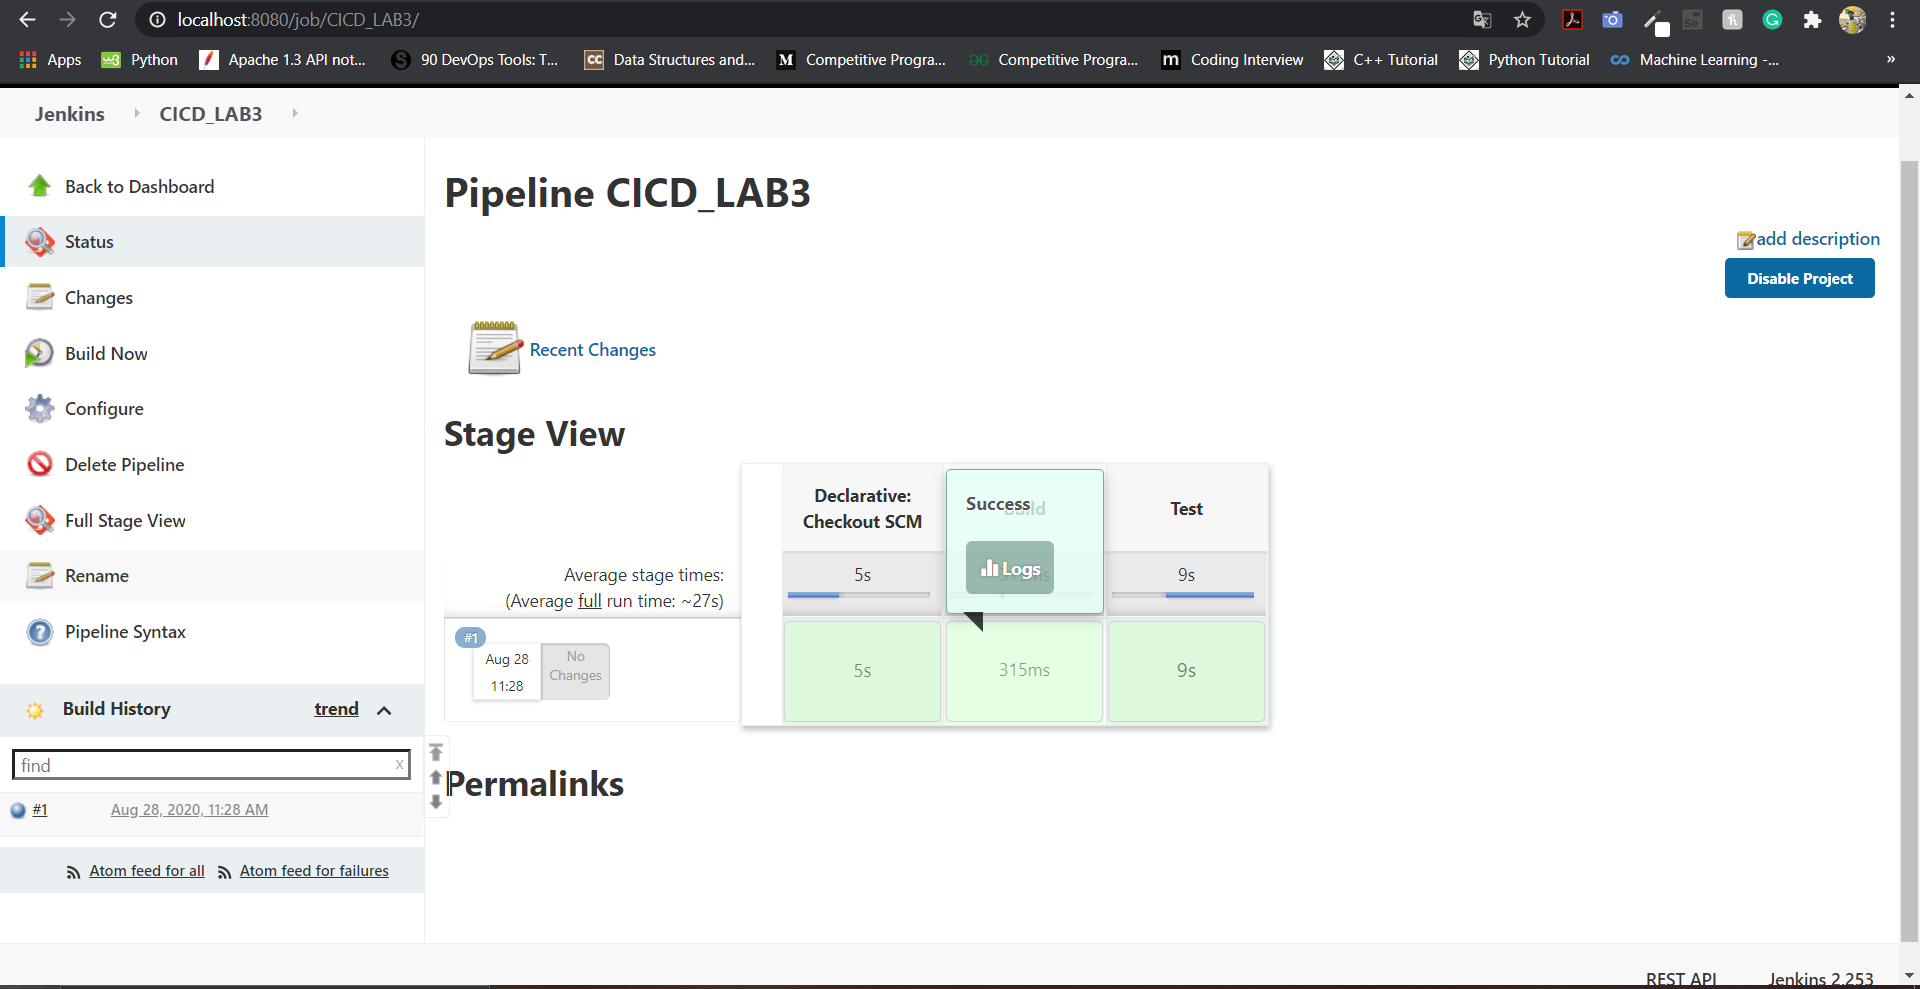 localhost:8080/job/CICD_LAB3/
Apps
Python
Apache 1.3 API not...
90 DevOps Tools: T...
Data Structures and...
Competitive Progra...
Competitive Progra...
Coding Interview
C++ Tutorial
Python Tutorial
Machine Learning -...
»
Jenkins
CICD_LAB3
Back to Dashboard
Status
Changes
Build Now
Configure
Delete Pipeline
Full Stage View
Rename
Pipeline Syntax
Build History
trend
find
x
#1
Aug 28, 2020, 11:28 AM
Atom feed for all
Atom feed for failures
Pipeline CICD_LAB3
add description
Disable Project
Recent Changes
Stage View
Declarative:
Checkout SCM
Success
Build
Logs
Test
Average stage times:
(Average full run time: ~27s)
5s
315ms
9s
#1
Aug 28
11:28
No
Changes
5s
315ms
9s
Permalinks
REST API
Jenkins 2.253